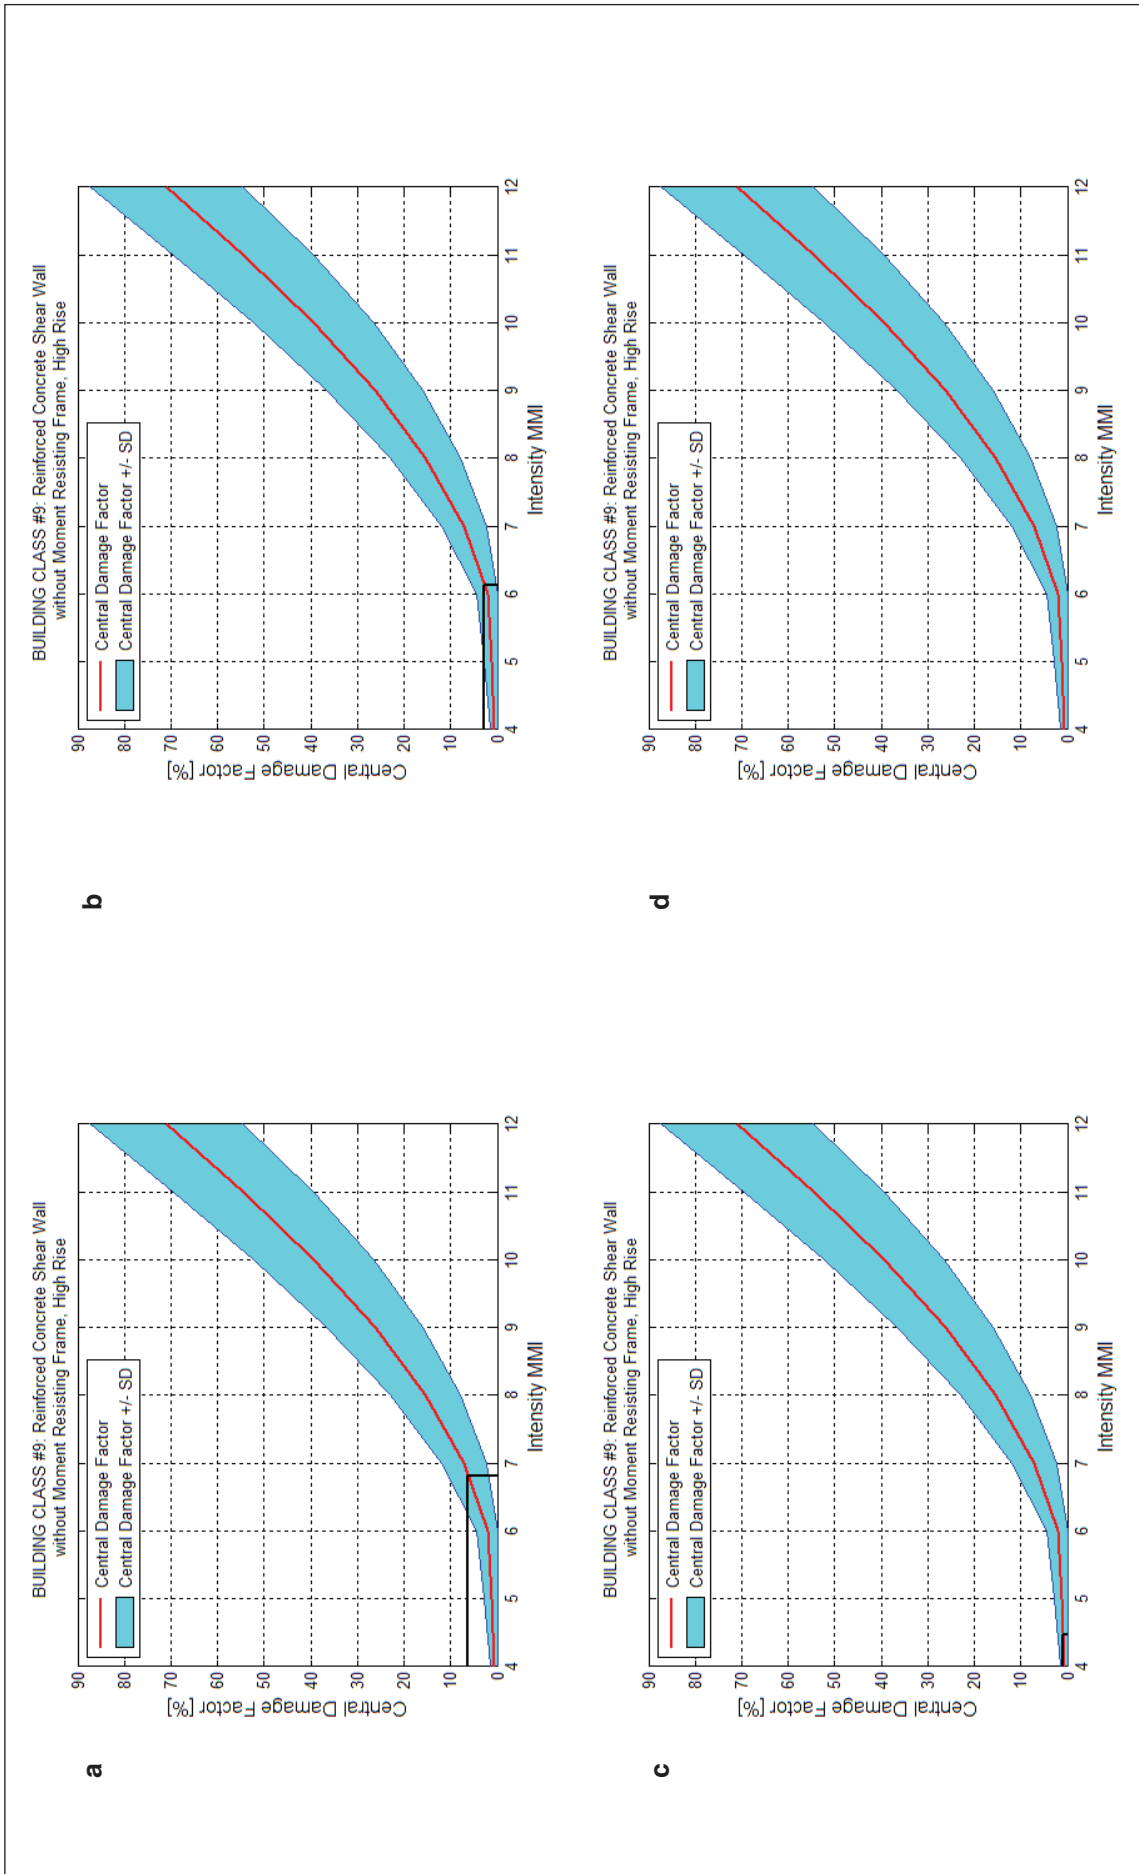 a
BUILDING CLASS #9: Reinforced Concrete Shear Wall
without Moment Resisting Frame, High Rise
Central Damage Factor
Central Damage Factor +/- SD
Central Damage Factor [%]
90
80
70
60
50
40
30
20
10
0
4 5 6 7 8 9 10 11 12
Intensity MMI
b
BUILDING CLASS #9: Reinforced Concrete Shear Wall
without Moment Resisting Frame, High Rise
Central Damage Factor
Central Damage Factor +/- SD
Central Damage Factor [%]
90
80
70
60
50
40
30
20
10
0
4 5 6 7 8 9 10 11 12
Intensity MMI
c
BUILDING CLASS #9: Reinforced Concrete Shear Wall
without Moment Resisting Frame, High Rise
Central Damage Factor
Central Damage Factor +/- SD
Central Damage Factor [%]
90
80
70
60
50
40
30
20
10
0
4 5 6 7 8 9 10 11 12
Intensity MMI
d
BUILDING CLASS #9: Reinforced Concrete Shear Wall
without Moment Resisting Frame, High Rise
Central Damage Factor
Central Damage Factor +/- SD
Central Damage Factor [%]
90
80
70
60
50
40
30
20
10
0
4 5 6 7 8 9 10 11 12
Intensity MMI